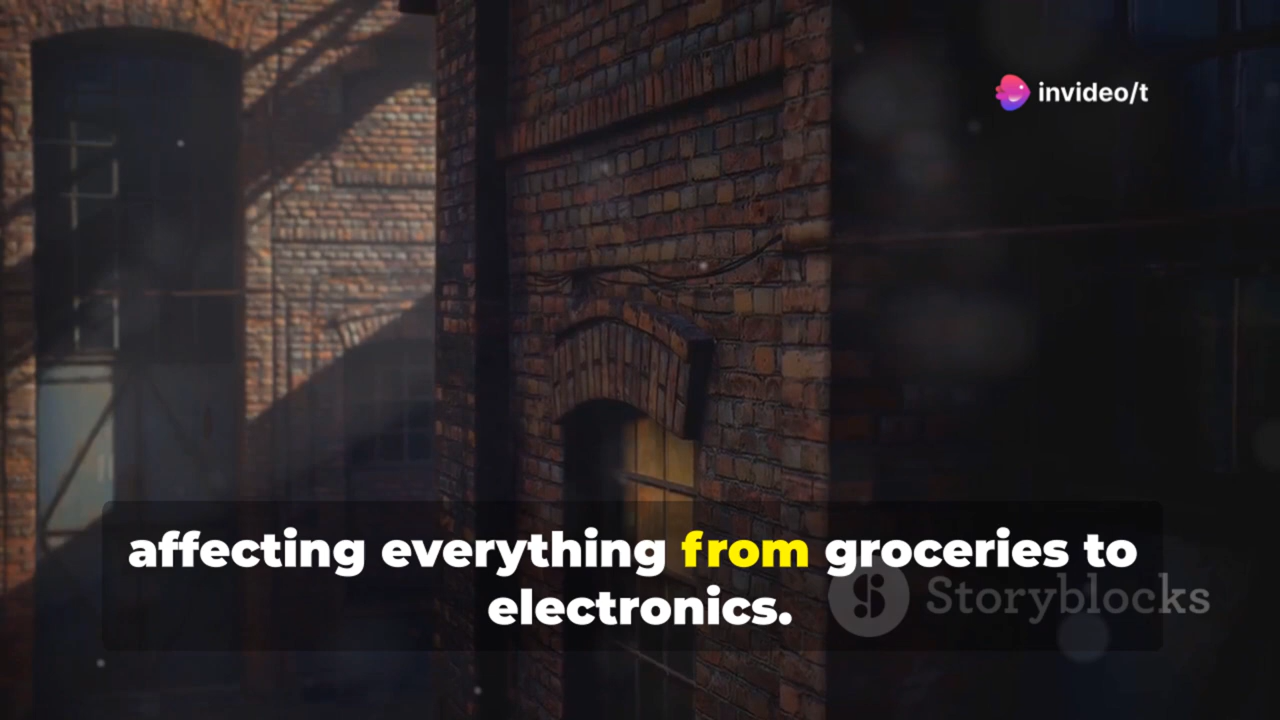 invideo/t
affecting everything from groceries to
electronics.
Storyblocks